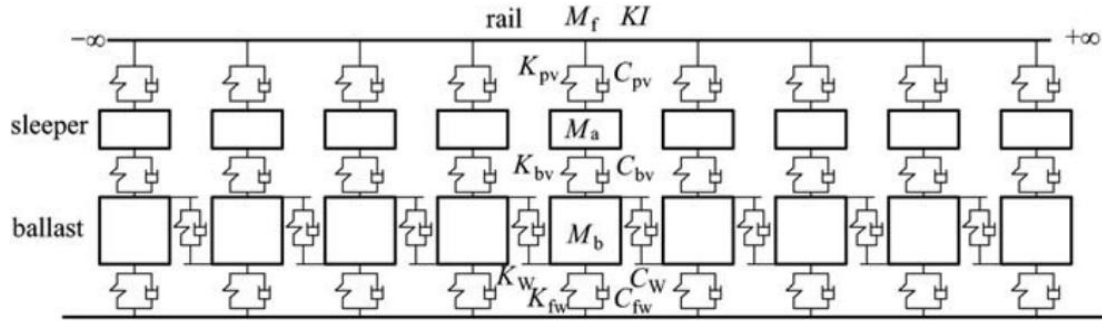 rail M_f KI
−∞ +∞
K_pv C_pv
sleeper M_a
K_bv C_bv
ballast M_b
K_W C_W
K_fw C_fw